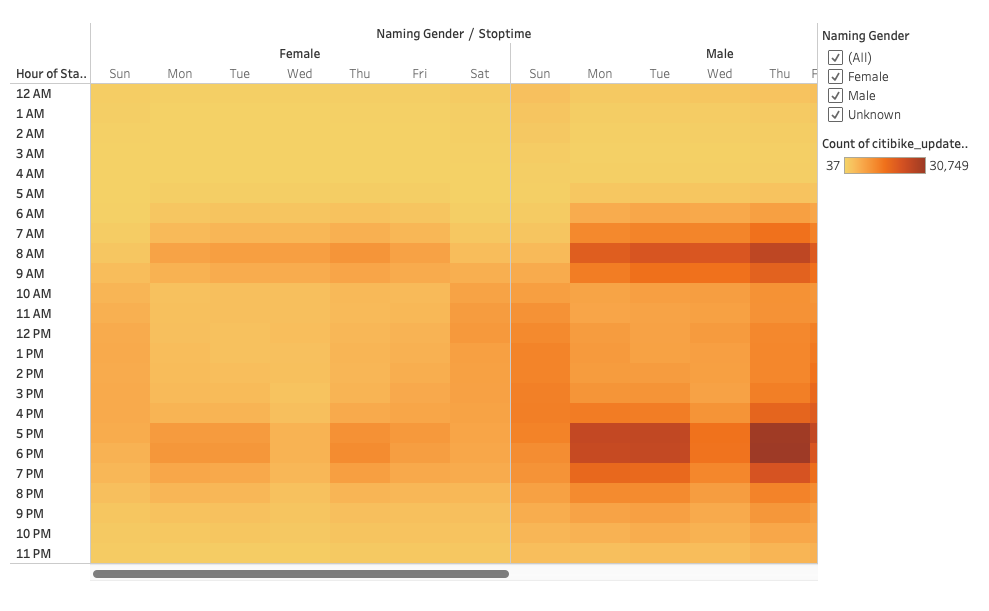 Naming Gender / Stoptime
Female Male
Hour of Sta.. Sun Mon Tue Wed Thu Fri Sat Sun Mon Tue Wed Thu F
12 AM
1 AM
2 AM
3 AM
4 AM
5 AM
6 AM
7 AM
8 AM
9 AM
10 AM
11 AM
12 PM
1 PM
2 PM
3 PM
4 PM
5 PM
6 PM
7 PM
8 PM
9 PM
10 PM
11 PM
Naming Gender
(All)
Female
Male
Unknown
Count of citibike_update..
37 30,749